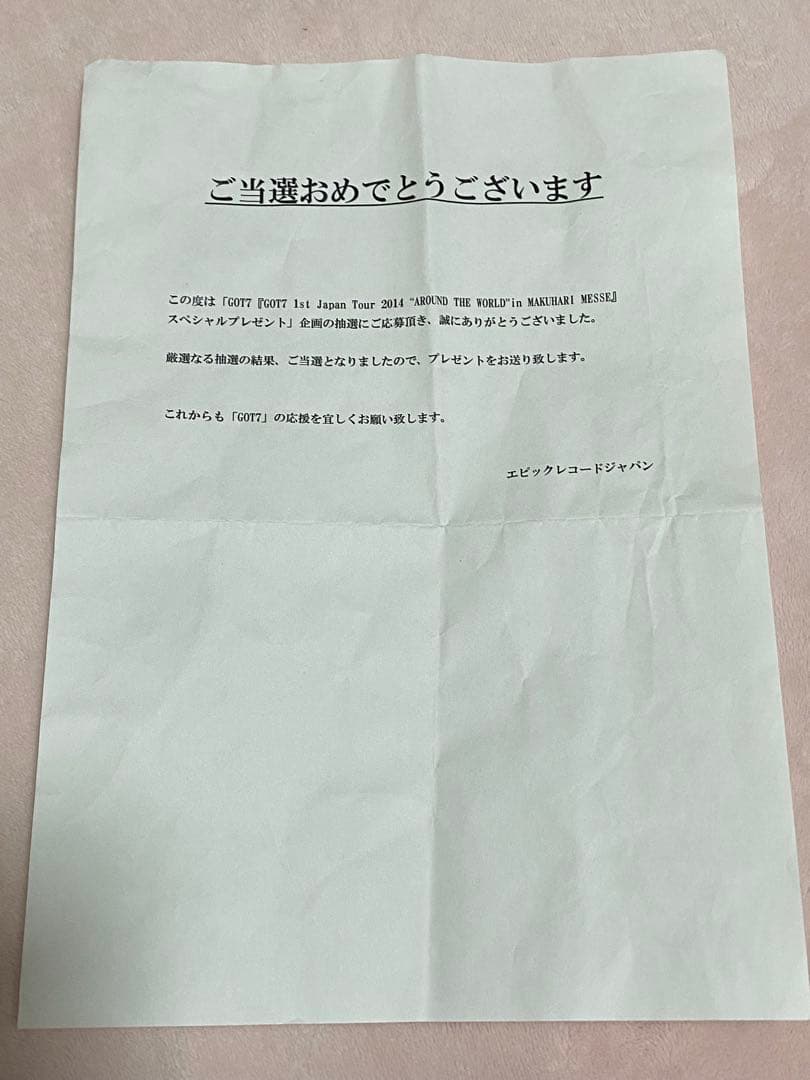 ご当選おめでとうございます
この度は「GOT7『GOT7 1st Japan Tour 2014 "AROUND THE WORLD"in MAKUHARI MESSE』
スペシャルプレゼント」企画の抽選にご応募頂き、誠にありがとうございました。
厳選なる抽選の結果、ご当選となりましたので、プレゼントをお送り致します。
これからも「GOT7」の応援を宜しくお願い致します。
エピックレコードジャパン